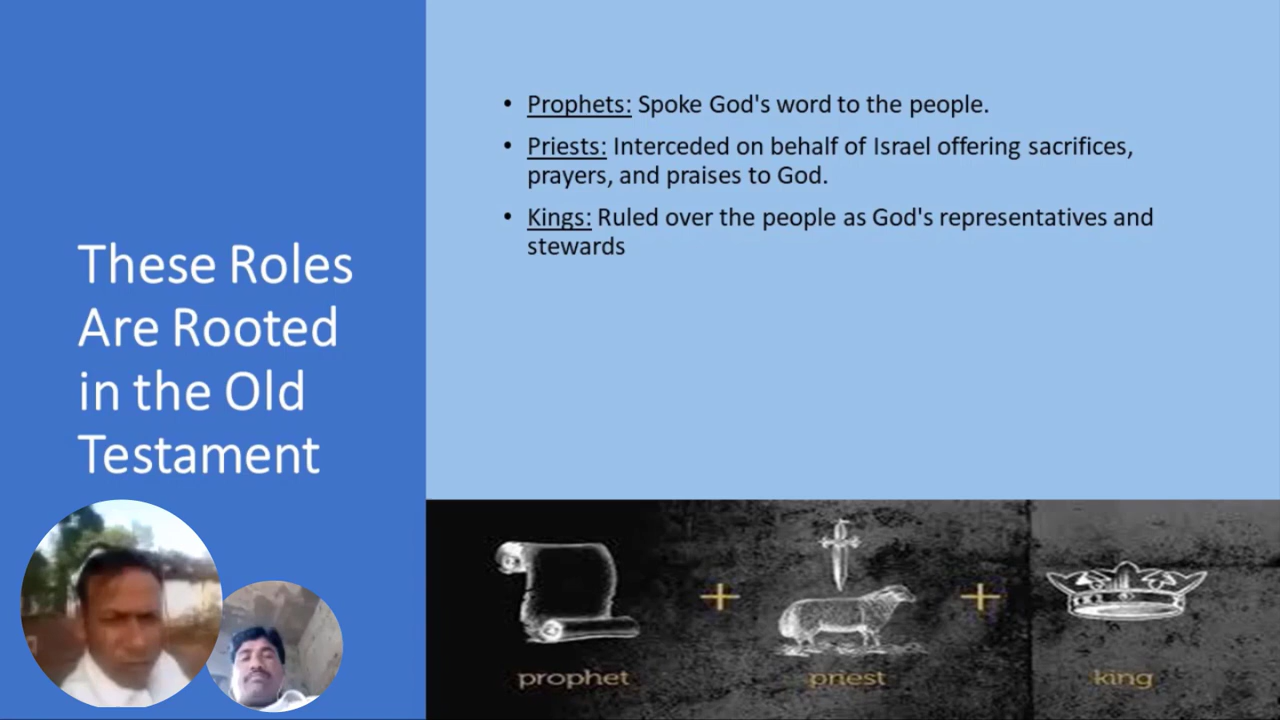 These Roles
Are Rooted
in the Old
Testament
• Prophets: Spoke God's word to the people.
• Priests: Interceded on behalf of Israel offering sacrifices,
prayers, and praises to God.
• Kings: Ruled over the people as God's representatives and
stewards
prophet + priest + king